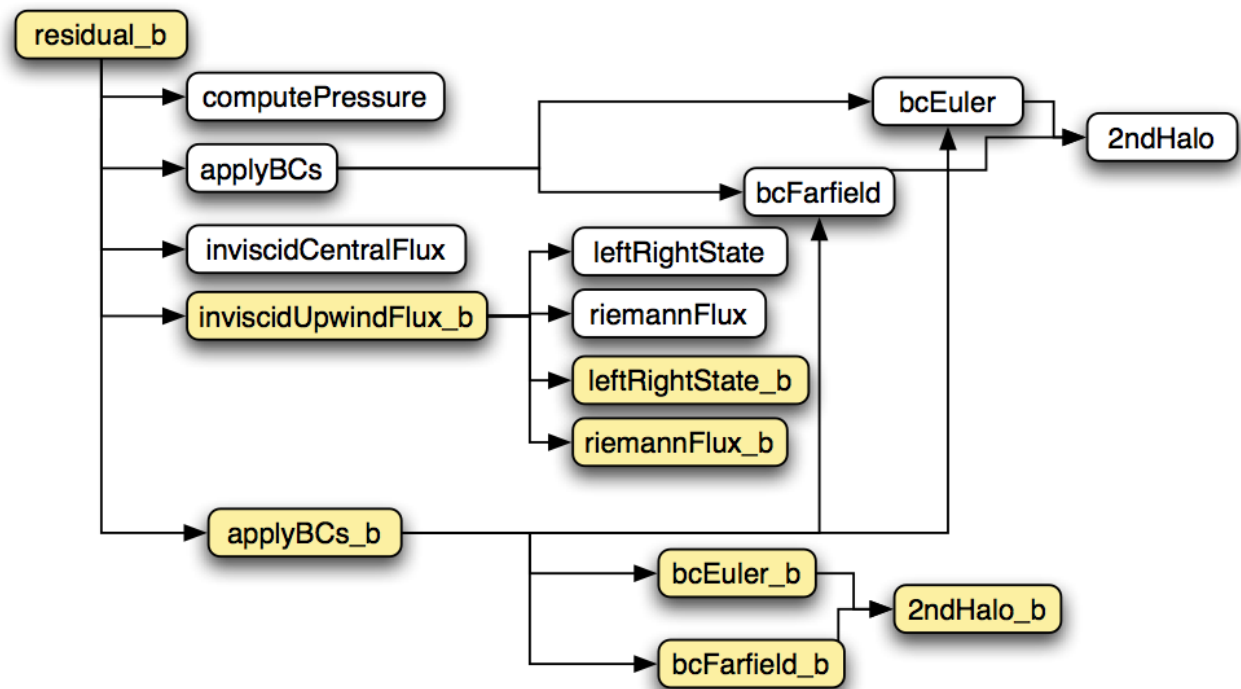 residual_b
computePressure
bcEuler
2ndHalo
applyBCs
bcFarfield
inviscidCentralFlux
leftRightState
inviscidUpwindFlux_b
riemannFlux
leftRightState_b
riemannFlux_b
applyBCs_b
bcEuler_b
2ndHalo_b
bcFarfield_b